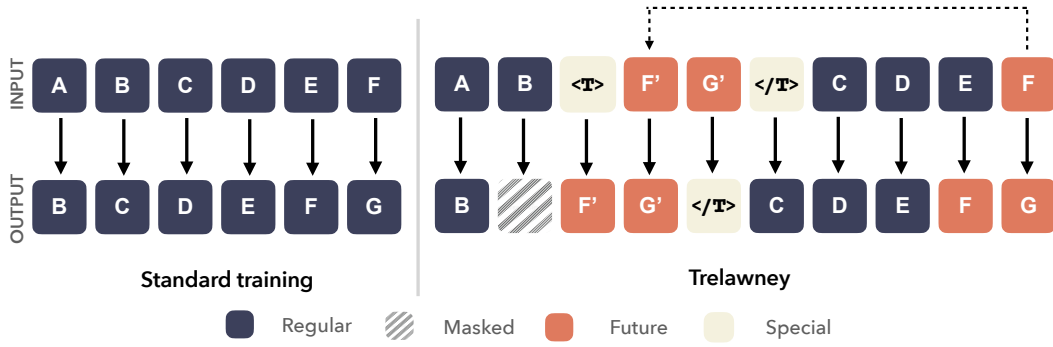 INPUT
A B C D E F
OUTPUT
B C D E F G
Standard training
A B <T> F' G' </T> C D E F
B F' G' </T> C D E F G
Trelawney
Regular Masked Future Special